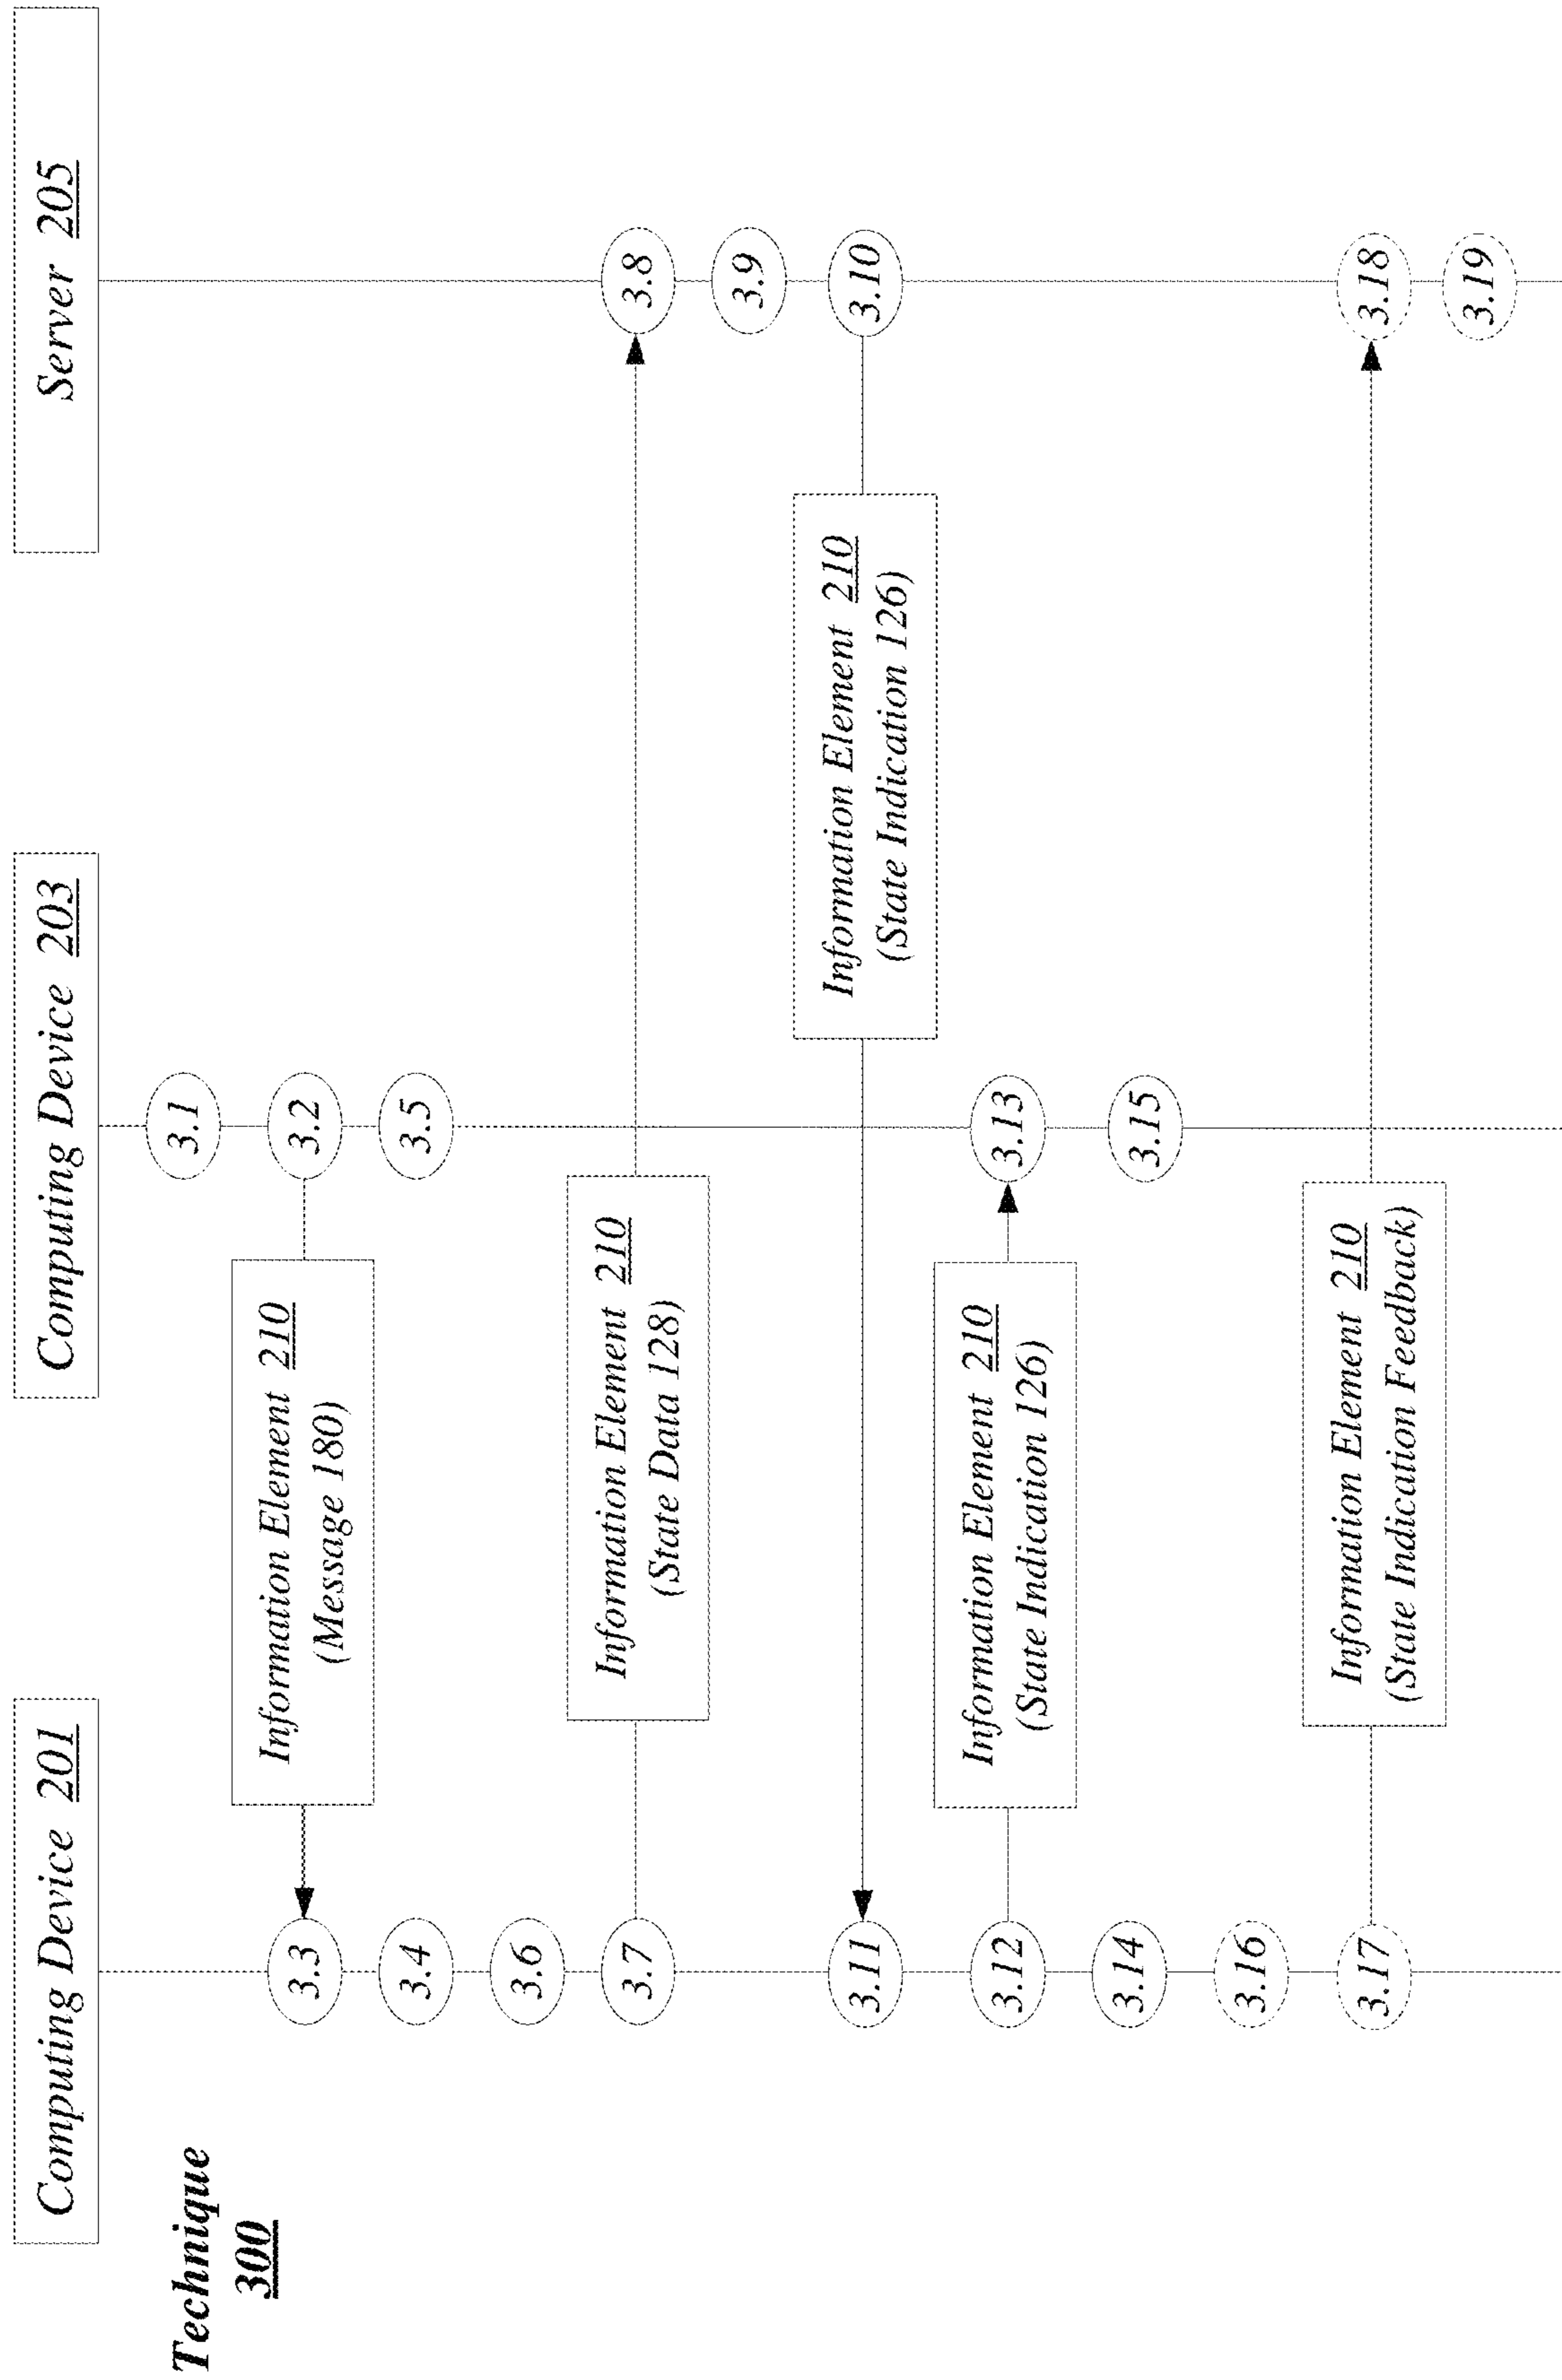 Technique
300
Computing Device 201
Computing Device 203
Server 205
3.1
3.3
Information Element 210
(Message 180)
3.2
3.4
3.5
3.6
3.7
Information Element 210
(State Data 128)
3.8
3.9
3.11
Information Element 210
(State Indication 126)
3.10
3.12
Information Element 210
(State Indication 126)
3.13
3.14
3.15
3.16
3.17
Information Element 210
(State Indication Feedback)
3.18
3.19